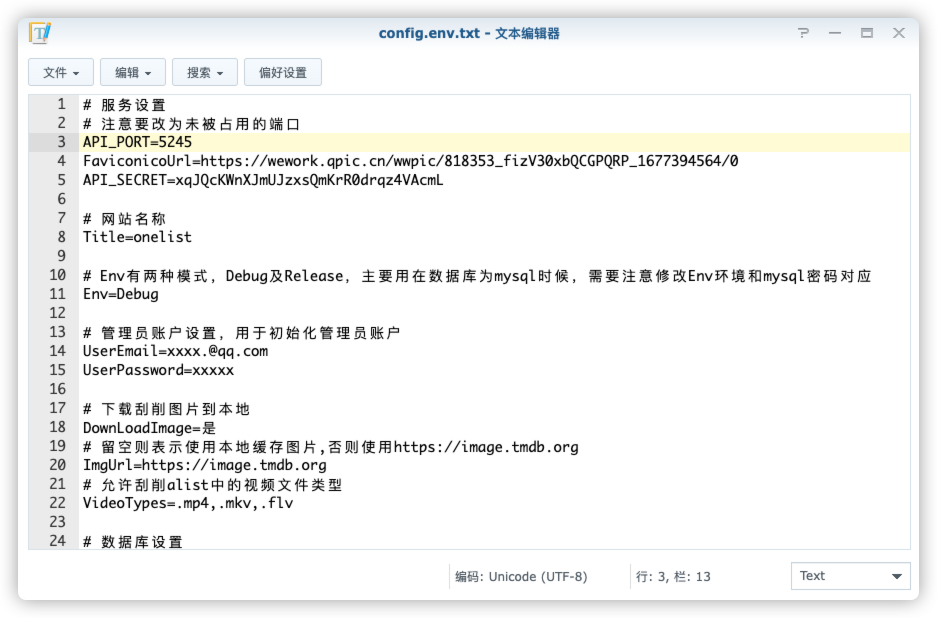 config.env.txt - 文本编辑器
文件 编辑 搜索 偏好设置
1 # 服务设置
2 # 注意要改为未被占用的端口
3 API_PORT=5245
4 FaviconicoUrl=https://wework.qpic.cn/wwpic/818353_fizV30xbQCGPQRP_1677394564/0
5 API_SECRET=xqJQcKWnXJmUJzxsQmKrR0drqz4VAcmL
6
7 # 网站名称
8 Title=onelist
9
10 # Env有两种模式，Debug及Release，主要用在数据库为mysql时候，需要注意修改Env环境和mysql密码对应
11 Env=Debug
12
13 # 管理员账户设置，用于初始化管理员账户
14 UserEmail=xxxx.@qq.com
15 UserPassword=xxxxx
16
17 # 下载刮削图片到本地
18 DownLoadImage=是
19 # 留空则表示使用本地缓存图片,否则使用https://image.tmdb.org
20 ImgUrl=https://image.tmdb.org
21 # 允许刮削alist中的视频文件类型
22 VideoTypes=.mp4,.mkv,.flv
23
24 # 数据库设置
编码: Unicode (UTF-8) 行: 3, 栏: 13 Text